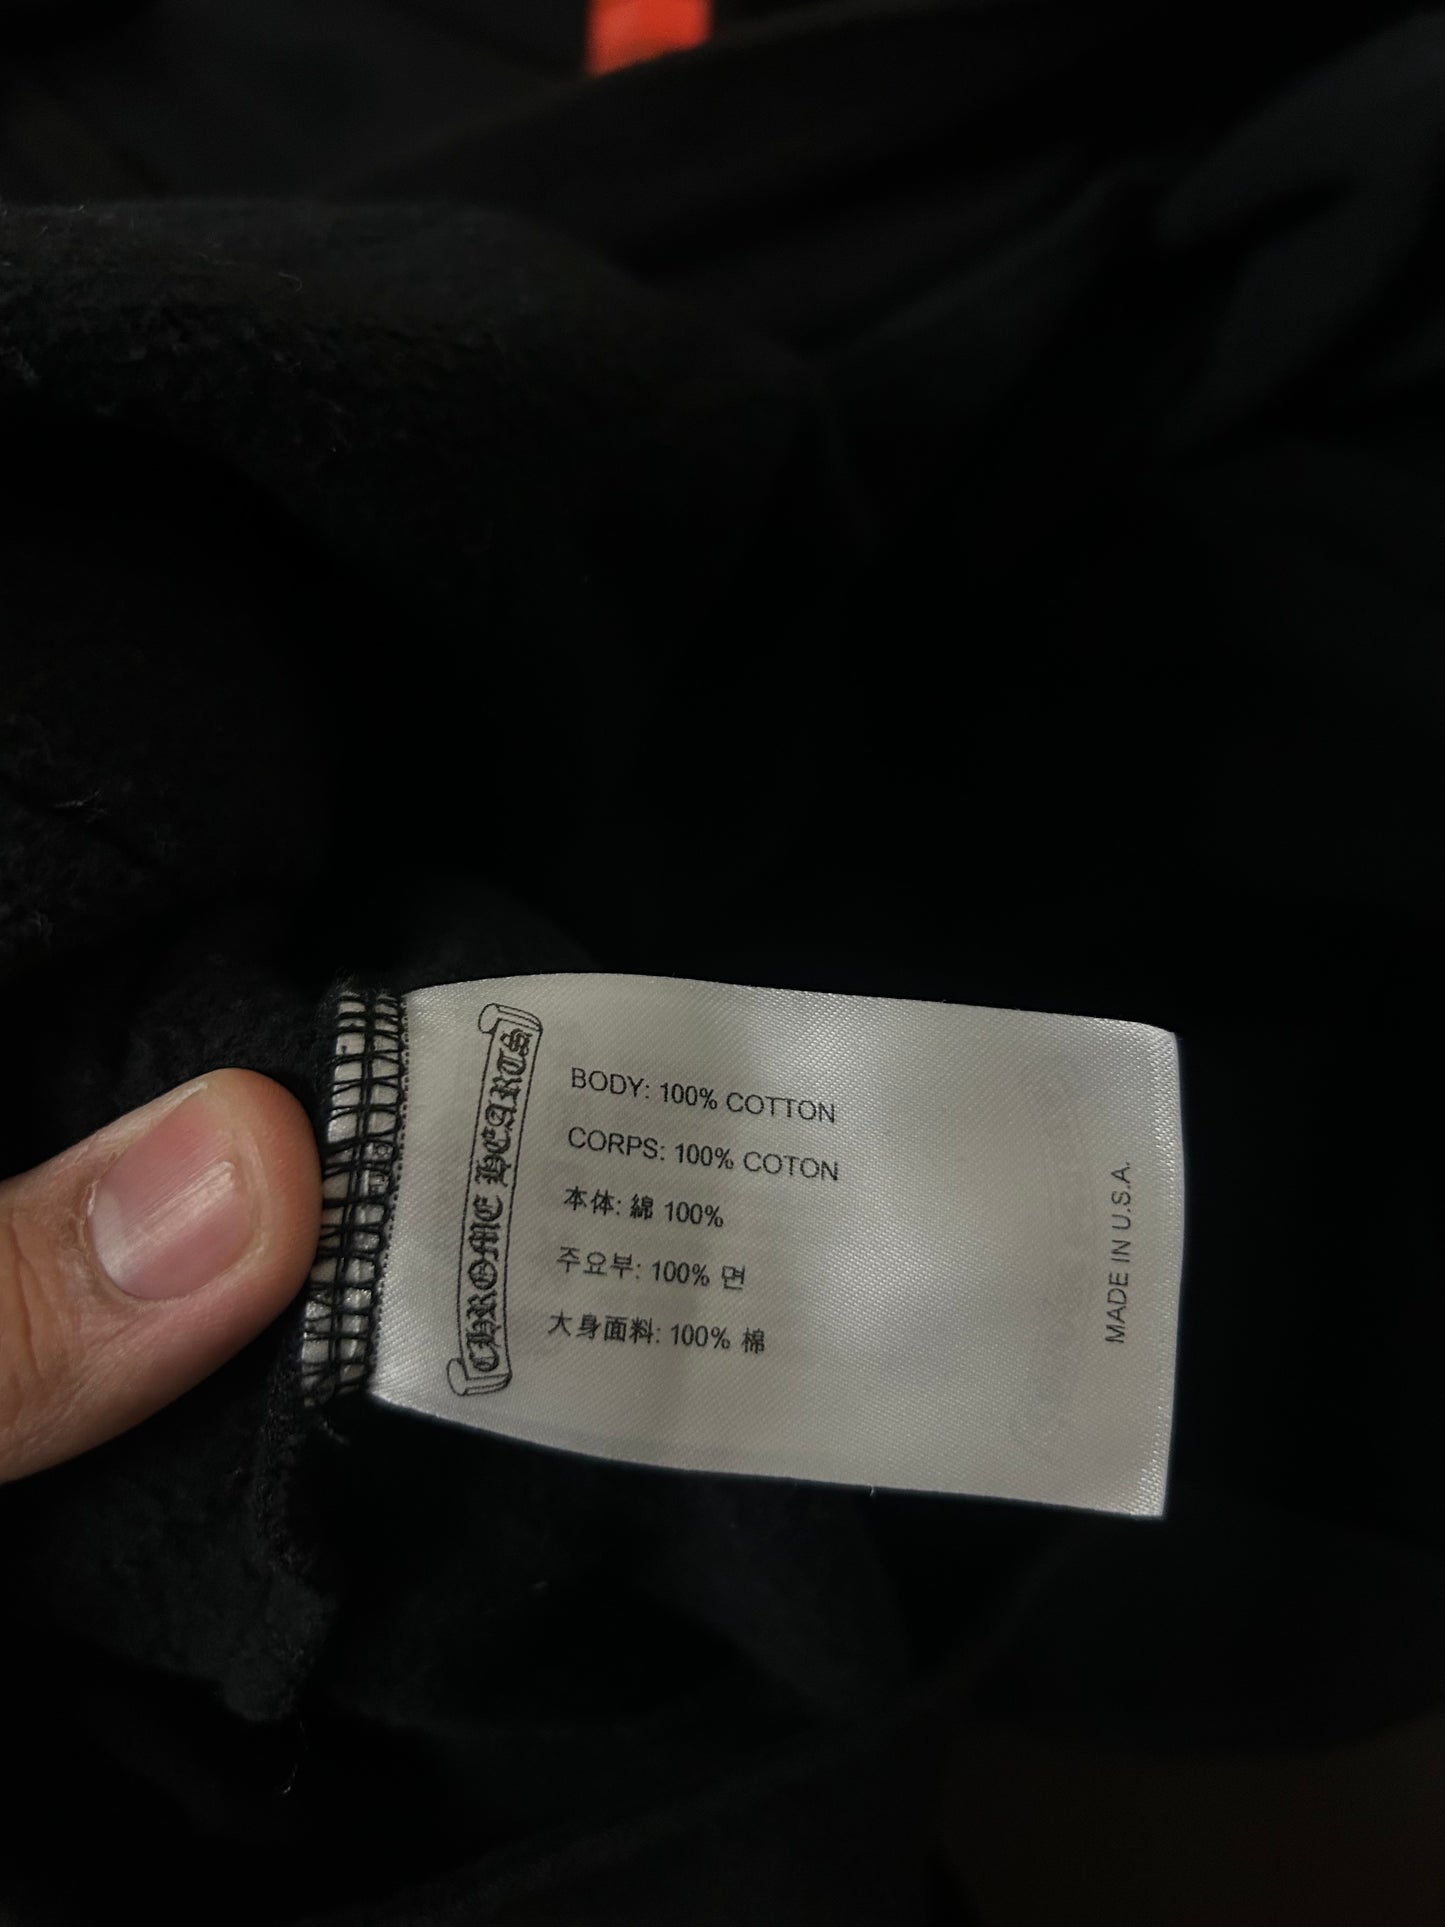 CHROME HEARTS
BODY: 100% COTTON
CORPS: 100% COTON
本体: 綿 100%
주요부: 100% 면
大身面料: 100% 棉
MADE IN U.S.A.